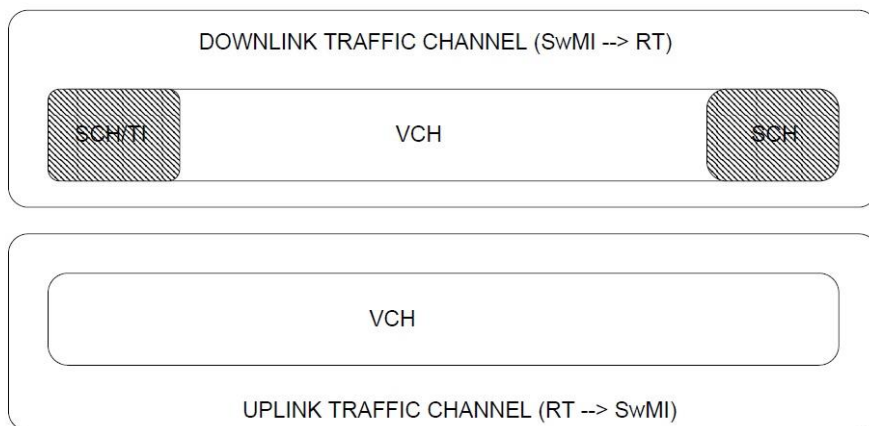 DOWNLINK TRAFFIC CHANNEL (SwMI --> RT)
SCH/TI VCH SCH
VCH
UPLINK TRAFFIC CHANNEL (RT --> SwMI)